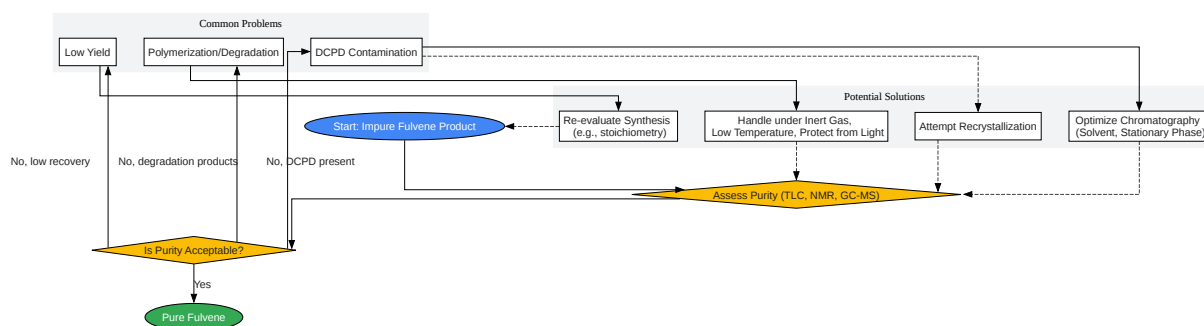 Common Problems
Low Yield
Polymerization/Degradation
DCPD Contamination
Potential Solutions
Start: Impure Fulvene Product
Re-evaluate Synthesis
(e.g., stoichiometry)
Handle under Inert Gas,
Low Temperature, Protect from Light
Attempt Recrystallization
Optimize Chromatography
(Solvent, Stationary Phase)
No, low recovery
No, degradation products
No, DCPD present
Assess Purity (TLC, NMR, GC-MS)
Is Purity Acceptable?
Yes
Pure Fulvene